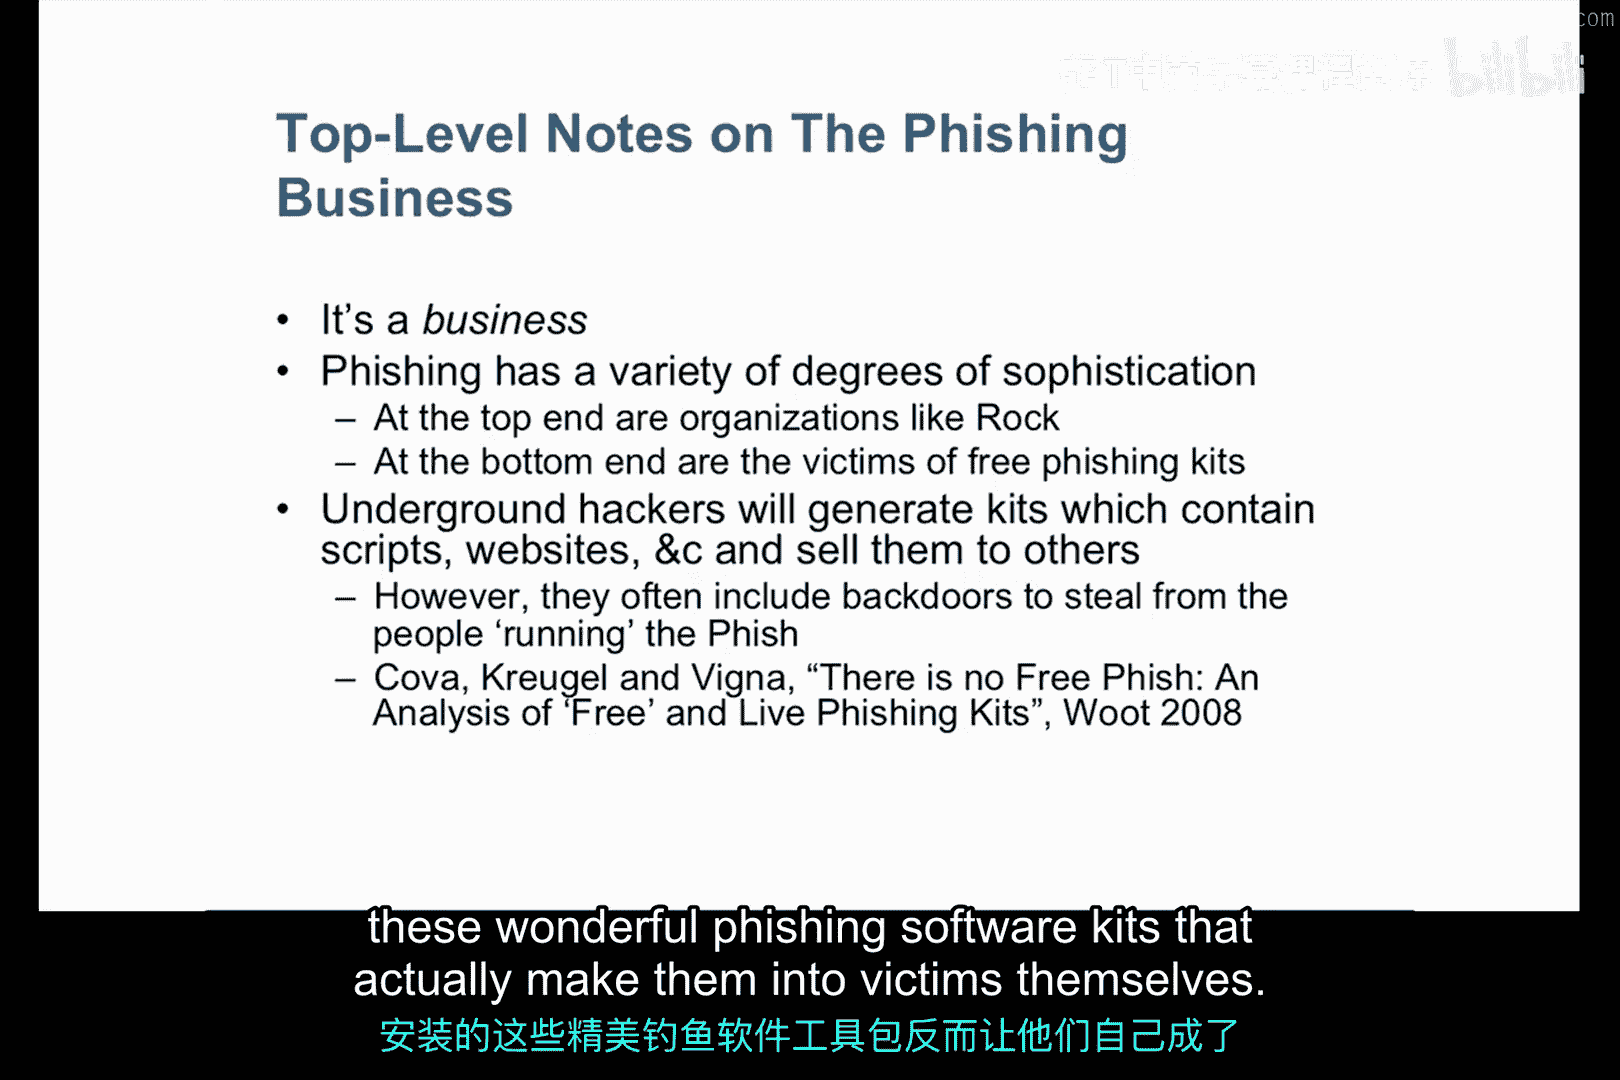 com
bilibili
Top-Level Notes on The Phishing
Business
• It’s a business
• Phishing has a variety of degrees of sophistication
– At the top end are organizations like Rock
– At the bottom end are the victims of free phishing kits
• Underground hackers will generate kits which contain
scripts, websites, &c and sell them to others
– However, they often include backdoors to steal from the
people ‘running’ the Phish
– Cova, Kreugel and Vigna, “There is no Free Phish: An
Analysis of ‘Free’ and Live Phishing Kits”, Woot 2008
these wonderful phishing software kits that
actually make them into victims themselves.
安装的这些精美钓鱼软件工具包反而让他们自己成了